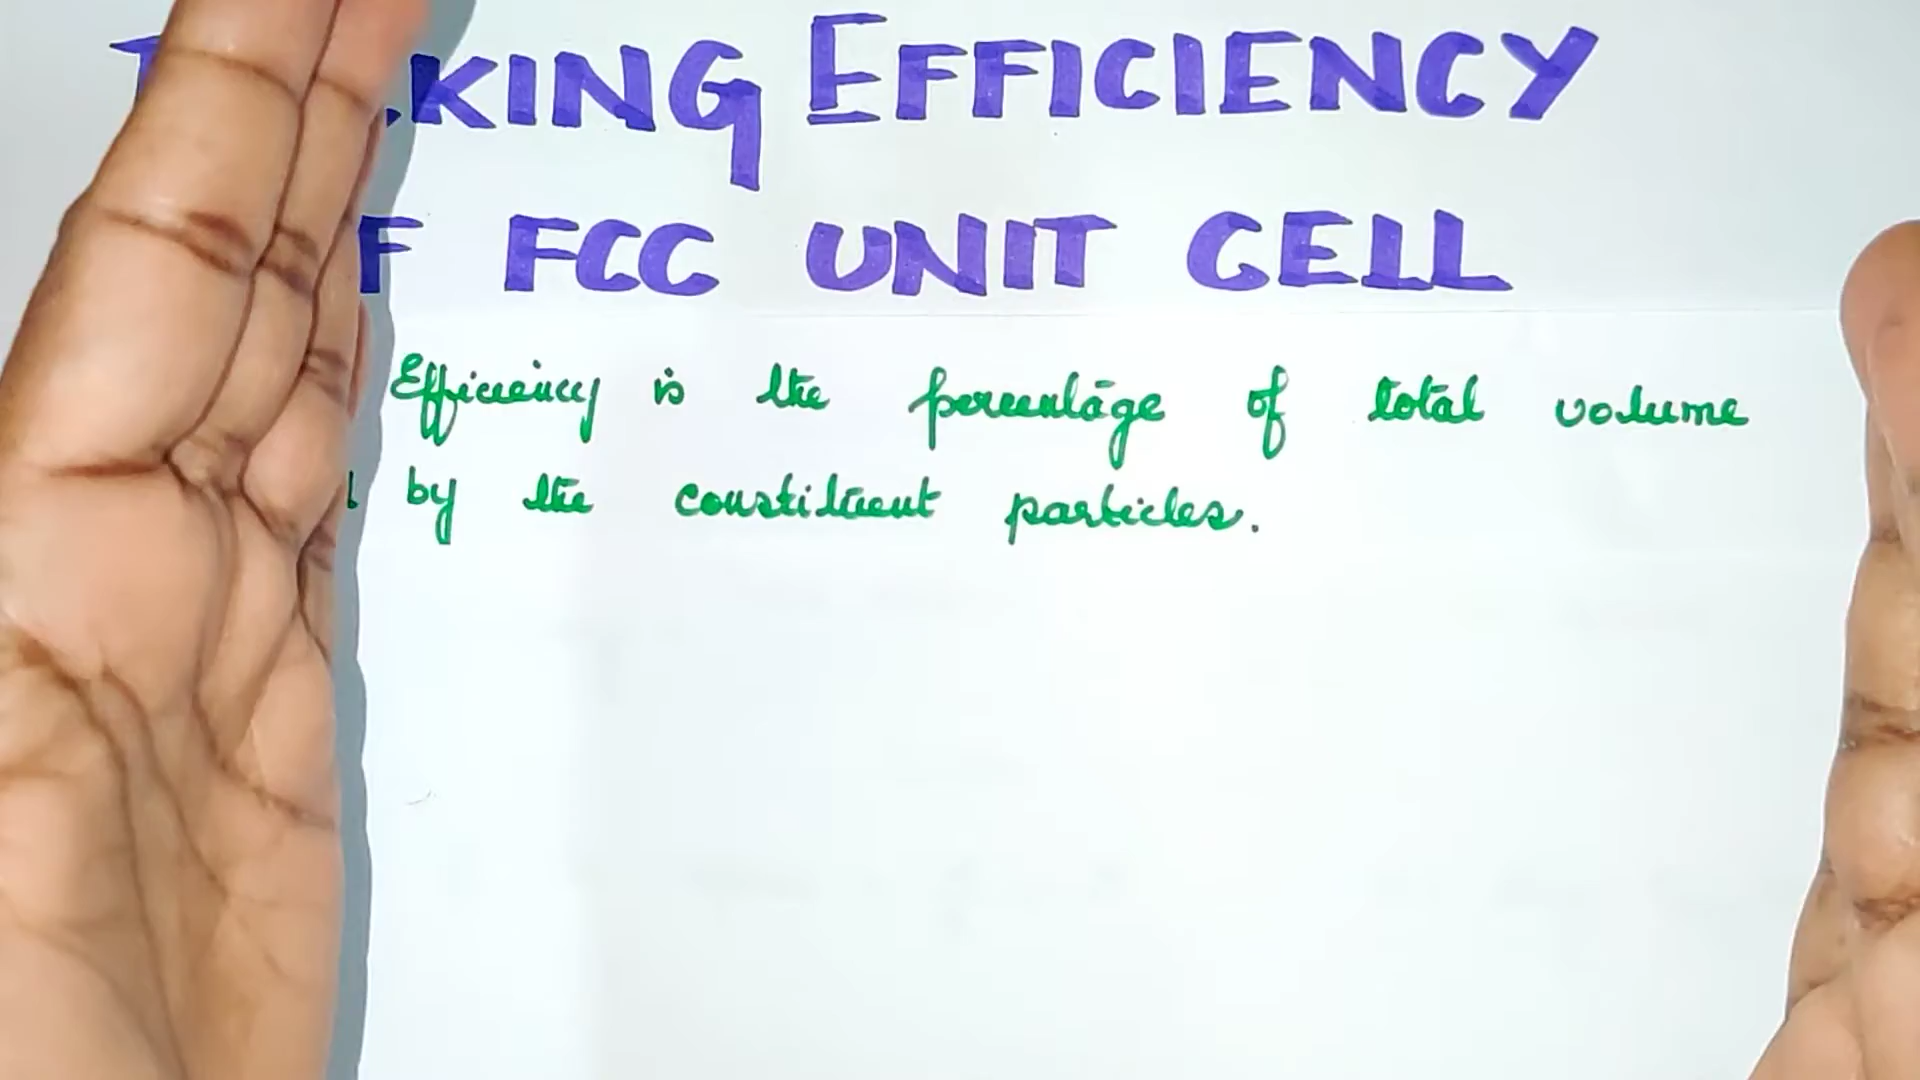 KING EFFICIENCY
F FCC UNIT CELL
Efficiency is the percentage of total volume
by the constituent particles.